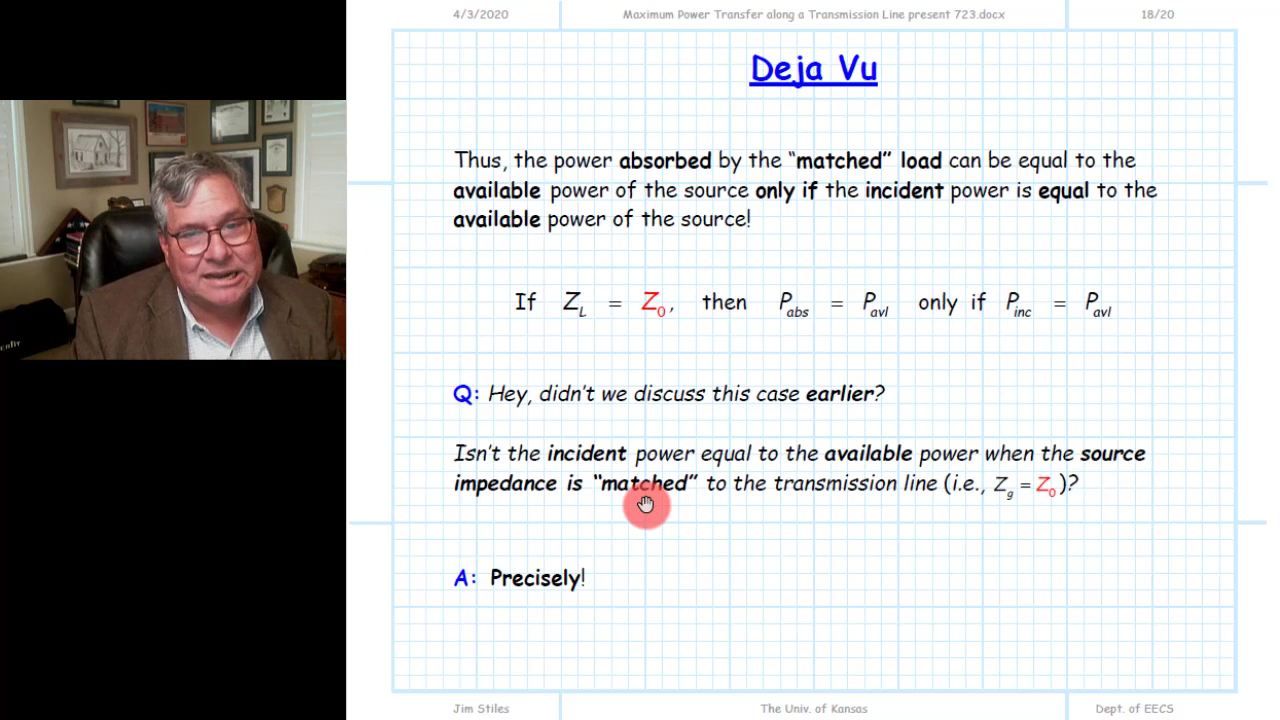 4/3/2020 Maximum Power Transfer along a Transmission Line present 723.docx 18/20
Deja Vu
Thus, the power absorbed by the “matched” load can be equal to the
available power of the source only if the incident power is equal to the
available power of the source!
If Z_L = Z_0, then P_abs = P_avl only if P_inc = P_avl
Q: Hey, didn’t we discuss this case earlier?
Isn’t the incident power equal to the available power when the source
impedance is “matched” to the transmission line (i.e., Z_g = Z_0)?
A: Precisely!
Jim Stiles The Univ. of Kansas Dept. of EECS